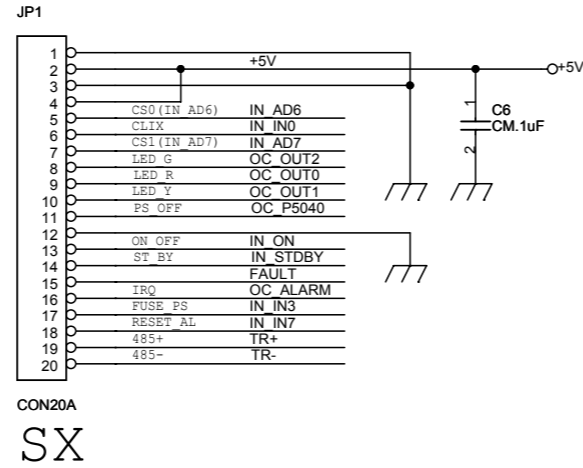 JP1
1
+5V
2
+5V
3
4
CS0(IN_AD6) IN_AD6
5
CLIX IN_IN0
6
CS1(IN_AD7) IN_AD7
7
LED_G OC_OUT2
8
LED_R OC_OUT0
9
LED_Y OC_OUT1
10
PS_OFF OC_P5040
11
12
ON_OFF IN_ON
13
ST_BY IN_STDBY
14
FAULT
15
IRQ OC_ALARM
16
FUSE_PS IN_IN3
17
RESET_AL IN_IN7
18
485+ TR+
19
485- TR-
20
1
C6
CM.1uF
2
CON20A
SX